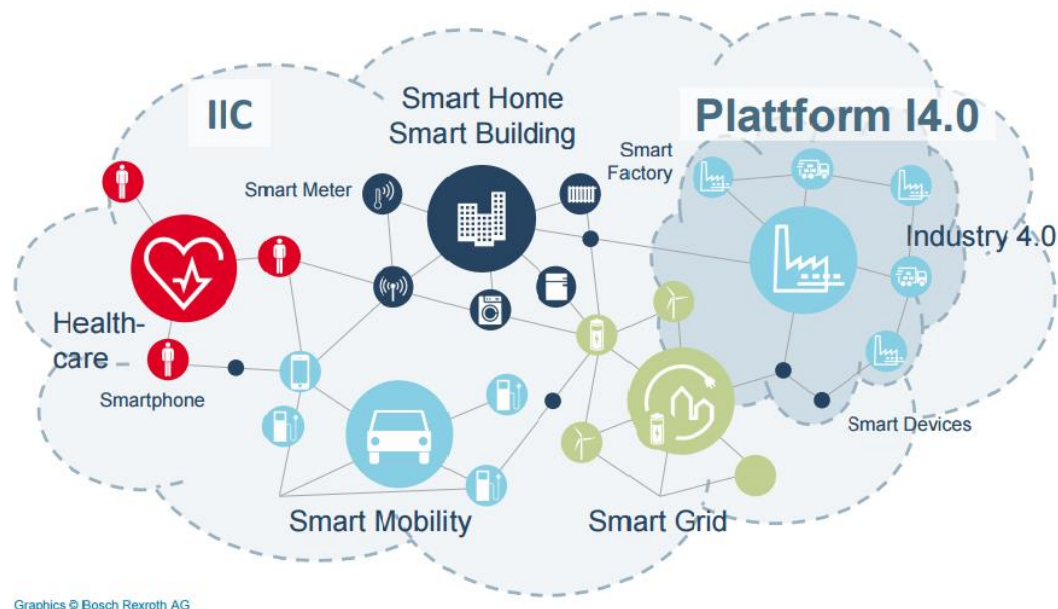 IIC
Smart Home
Smart Building
Plattform I4.0
Smart Meter
Smart
Factory
Industry 4.0
Health-
care
Smartphone
Smart Devices
Smart Mobility
Smart Grid
Graphics © Bosch Rexroth AG